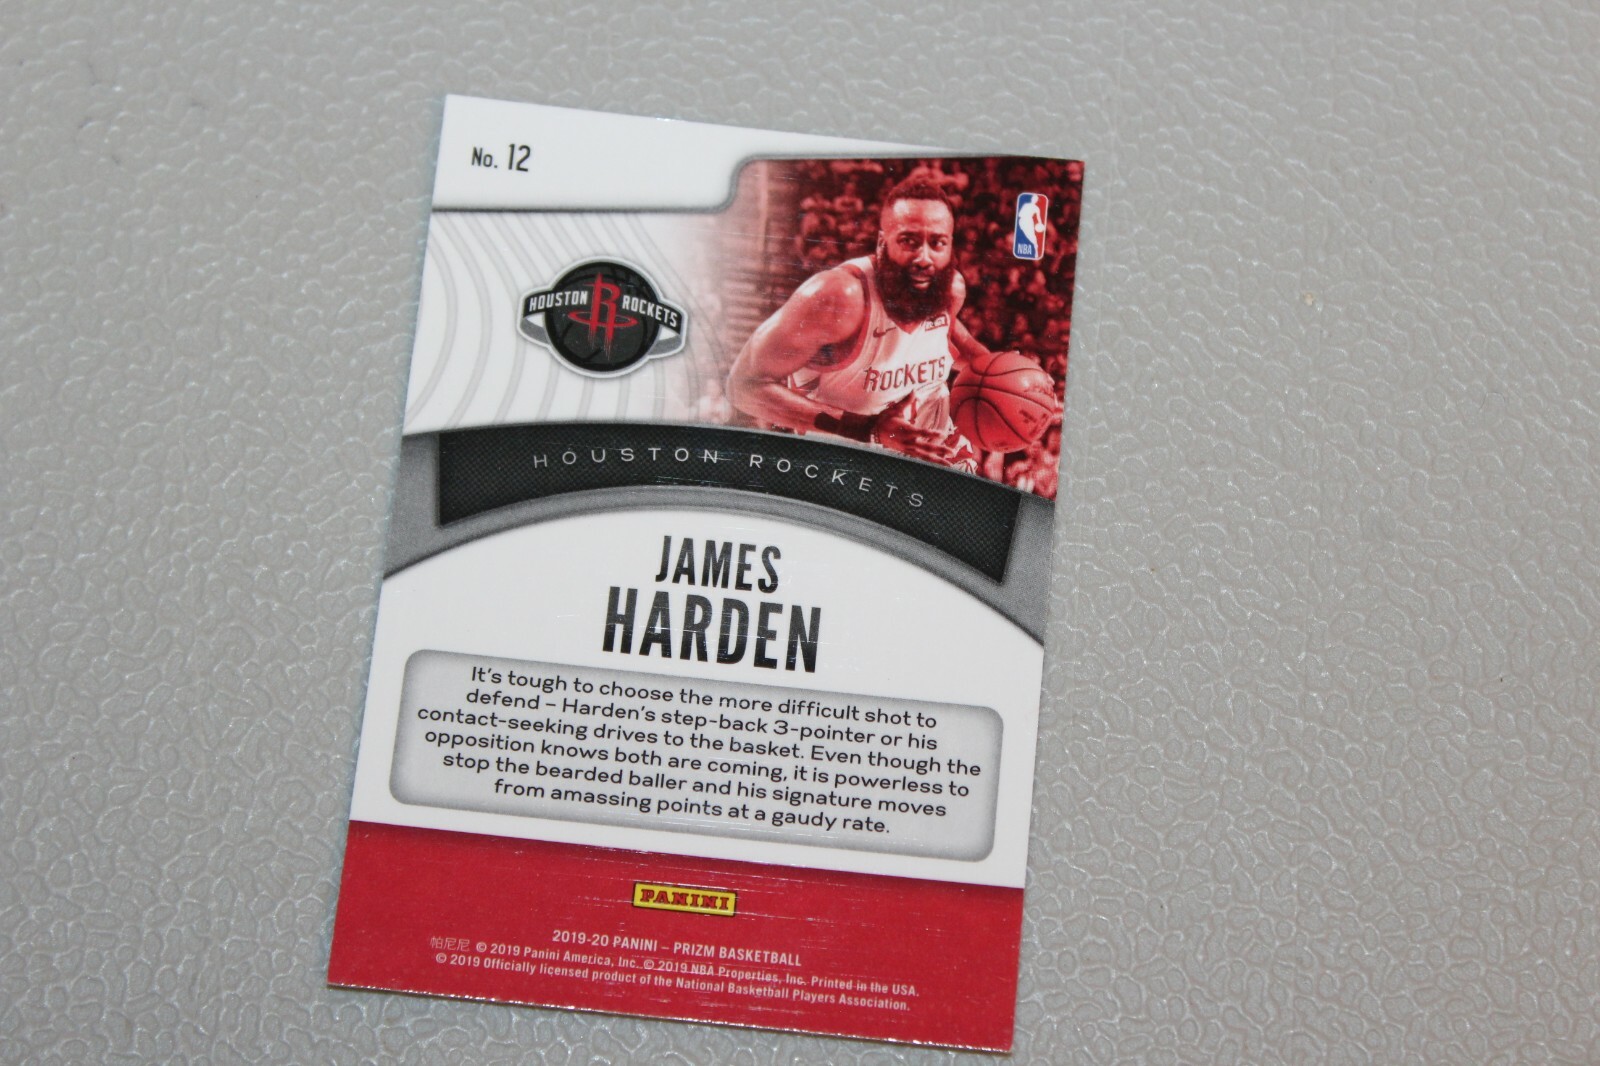 No. 12
NBA
HOUSTON ROCKETS
ROCKETS
HOUSTON ROCKETS
JAMES
HARDEN
It's tough to choose the more difficult shot to
defend – Harden's step-back 3-pointer or his
contact-seeking drives to the basket. Even though the
opposition knows both are coming, it is powerless to
stop the bearded baller and his signature moves
from amassing points at a gaudy rate.
PANINI
2019-20 PANINI – PRIZM BASKETBALL
帕尼尼 © 2019 Panini America, Inc. © 2019 NBA Properties, Inc. Printed in the USA.
© 2019 Officially licensed product of the National Basketball Players Association.